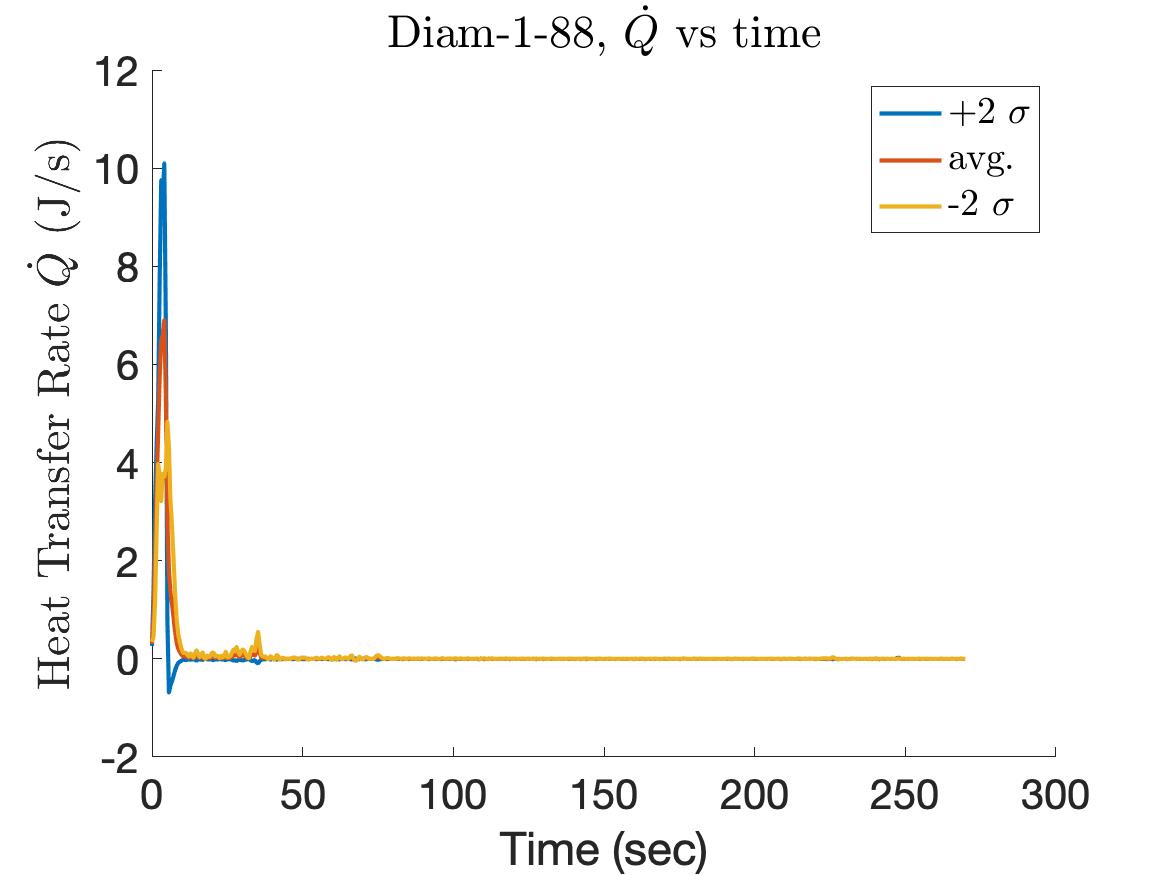 Diam-1-88, Q̇ vs time
+2 σ
avg.
-2 σ
Heat Transfer Rate Q̇ (J/s)
12
10
8
6
4
2
0
-2
0 50 100 150 200 250 300
Time (sec)